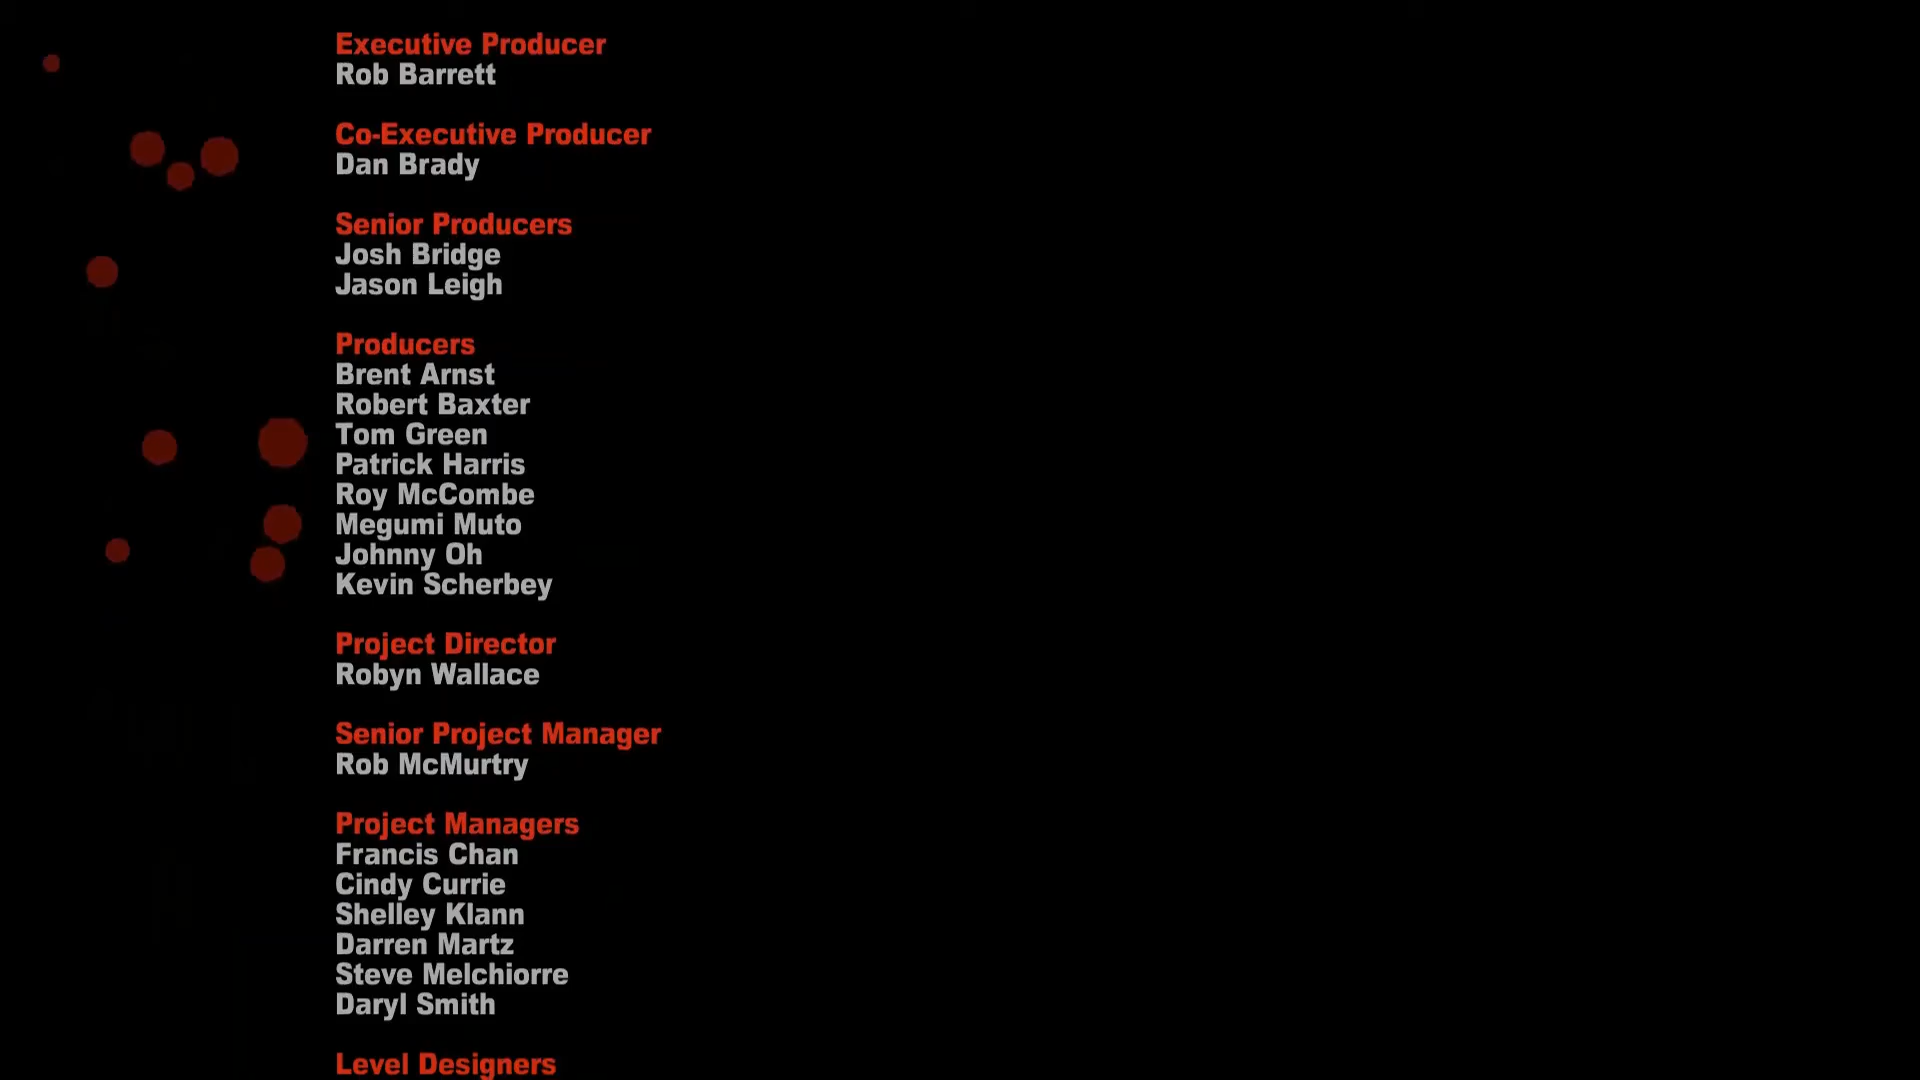 Executive Producer
Rob Barrett
Co-Executive Producer
Dan Brady
Senior Producers
Josh Bridge
Jason Leigh
Producers
Brent Arnst
Robert Baxter
Tom Green
Patrick Harris
Roy McCombe
Megumi Muto
Johnny Oh
Kevin Scherbey
Project Director
Robyn Wallace
Senior Project Manager
Rob McMurtry
Project Managers
Francis Chan
Cindy Currie
Shelley Klann
Darren Martz
Steve Melchiorre
Daryl Smith
Level Designers